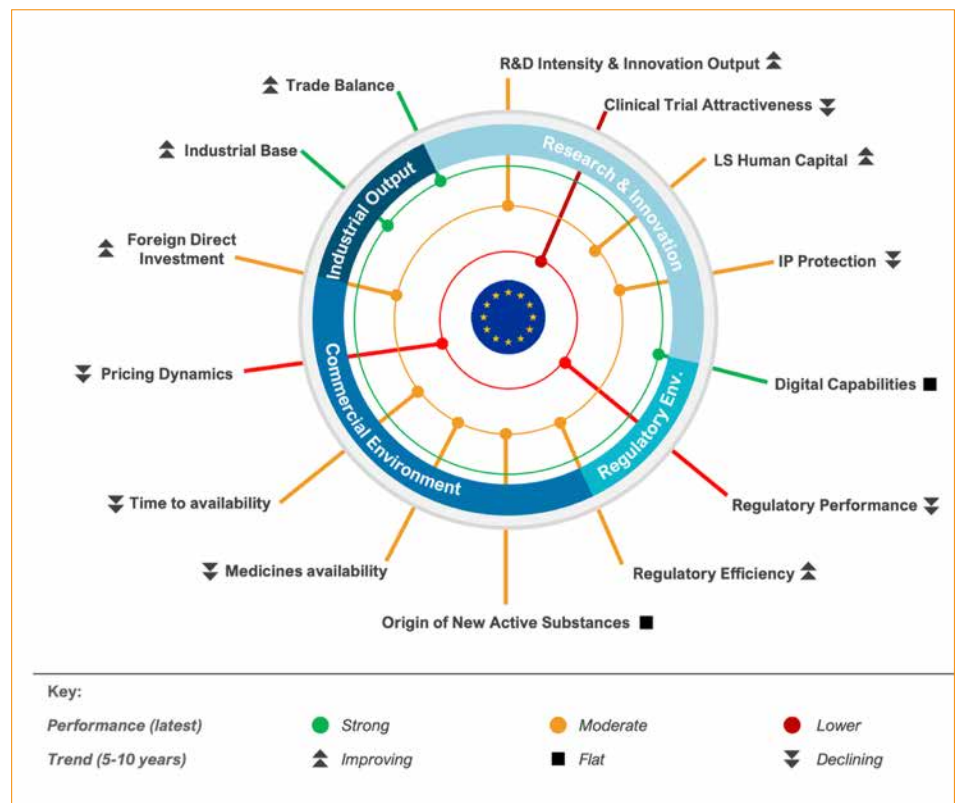 R&D Intensity & Innovation Output
Trade Balance
Clinical Trial Attractiveness
Industrial Base
LS Human Capital
Foreign Direct
Investment
IP Protection
Pricing Dynamics
Digital Capabilities
Time to availability
Regulatory Performance
Medicines availability
Regulatory Efficiency
Origin of New Active Substances
Industrial Output
Research & Innovation
Commercial Environment
Regulatory Env.
Key:
Performance (latest) Strong Moderate Lower
Trend (5-10 years) Improving Flat Declining